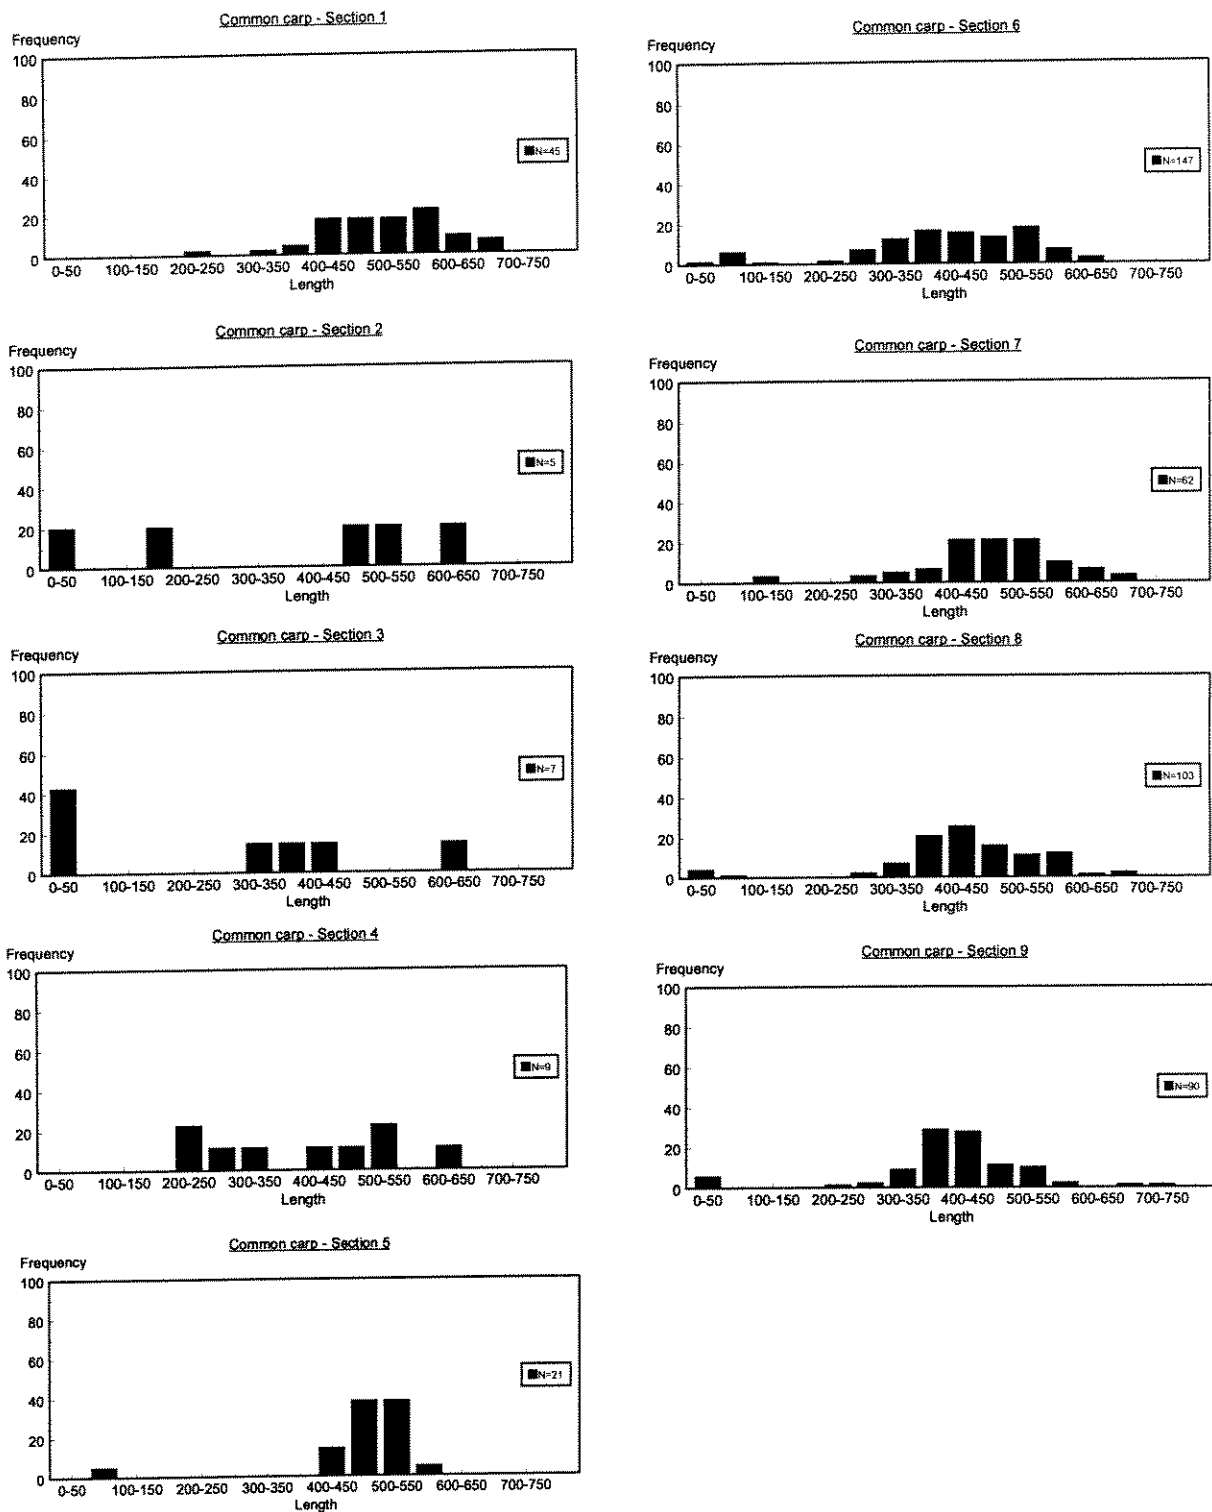 Common carp - Section 1
Frequency
100
80
60
40
20
0
N=45
0-50 100-150 200-250 300-350 400-450 500-550 600-650 700-750
Length
Common carp - Section 2
Frequency
100
80
60
40
20
0
N=5
0-50 100-150 200-250 300-350 400-450 500-550 600-650 700-750
Length
Common carp - Section 3
Frequency
100
80
60
40
20
0
N=7
0-50 100-150 200-250 300-350 400-450 500-550 600-650 700-750
Length
Common carp - Section 4
Frequency
100
80
60
40
20
0
N=9
0-50 100-150 200-250 300-350 400-450 500-550 600-650 700-750
Length
Common carp - Section 5
Frequency
100
80
60
40
20
0
N=21
0-50 100-150 200-250 300-350 400-450 500-550 600-650 700-750
Length
Common carp - Section 6
Frequency
100
80
60
40
20
0
N=147
0-50 100-150 200-250 300-350 400-450 500-550 600-650 700-750
Length
Common carp - Section 7
Frequency
100
80
60
40
20
0
N=62
0-50 100-150 200-250 300-350 400-450 500-550 600-650 700-750
Length
Common carp - Section 8
Frequency
100
80
60
40
20
0
N=103
0-50 100-150 200-250 300-350 400-450 500-550 600-650 700-750
Length
Common carp - Section 9
Frequency
100
80
60
40
20
0
N=90
0-50 100-150 200-250 300-350 400-450 500-550 600-650 700-750
Length